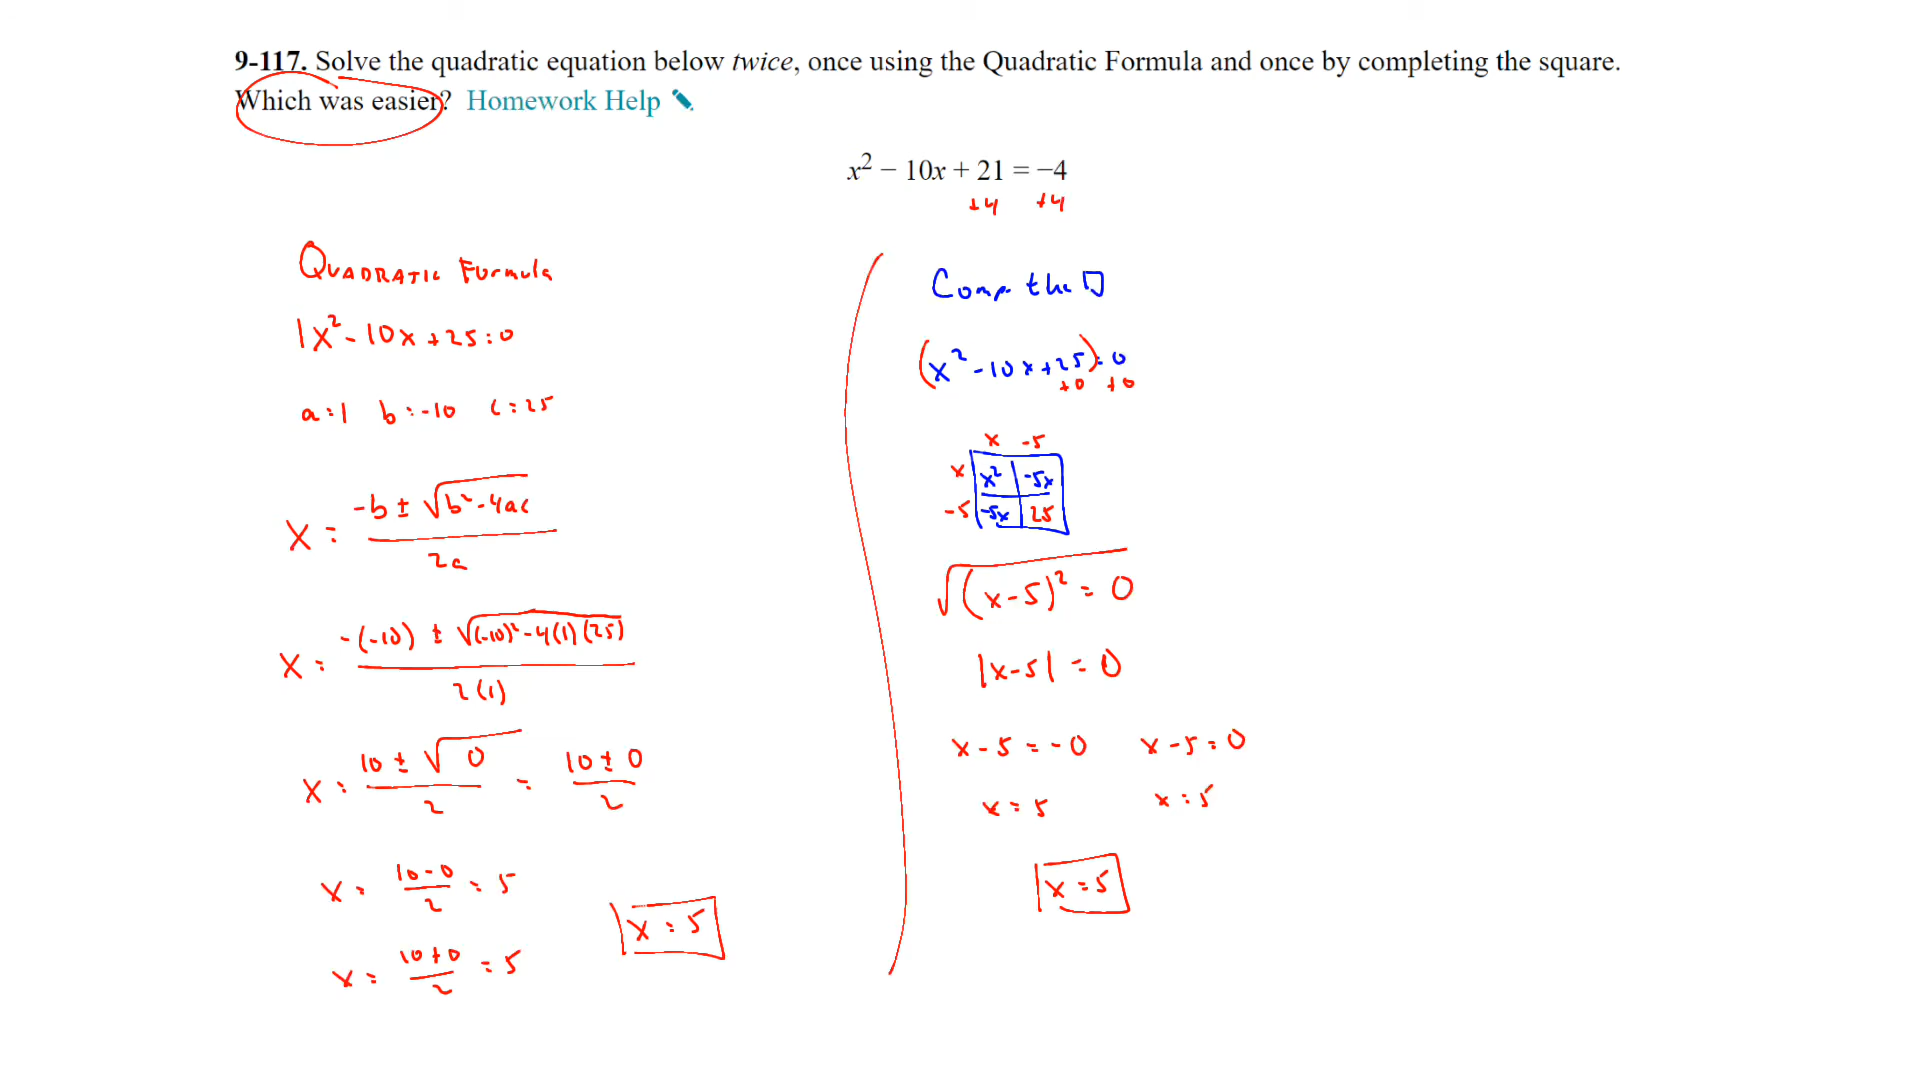 9-117. Solve the quadratic equation below twice, once using the Quadratic Formula and once by completing the square.
Which was easier? Homework Help
x² − 10x + 21 = −4
+4 +4
Quadratic Formula
1x² - 10x + 25 = 0
a = 1 b = -10 c = 25
x = (-b ± √(b² - 4ac)) / 2a
x = (-(-10) ± √((-10)² - 4(1)(25))) / 2(1)
x = (10 ± √0) / 2 = (10 ± 0) / 2
x = (10 - 0) / 2 = 5
x = (10 + 0) / 2 = 5
x = 5
Comp the □
(x² - 10x + 25) = 0
+0 +0
x -5
x x² -5x
-5 -5x 25
√(x-5)² = 0
|x-5| = 0
x - 5 = -0 x - 5 = 0
x = 5 x = 5
x = 5